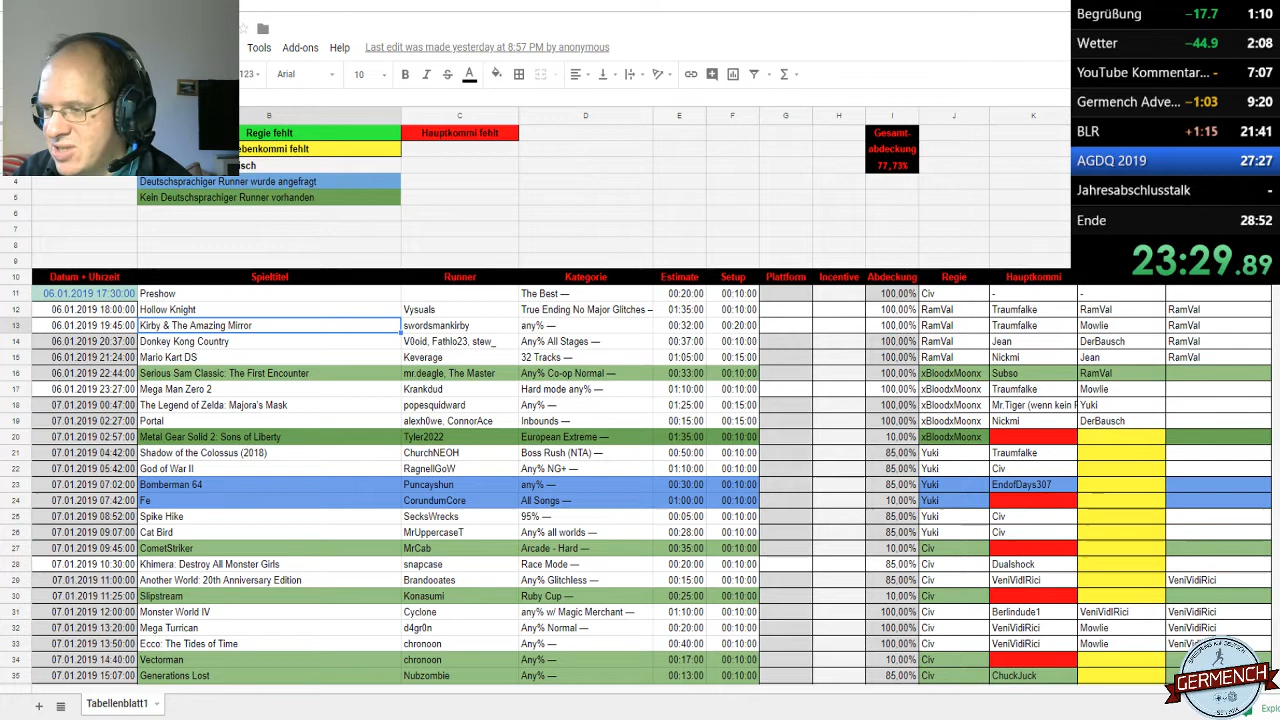 Begrüßung −17.7 1:10
Wetter −44.9 2:08
YouTube Kommentar... - 7:07
Germench Adve... −1:03 9:20
BLR +1:15 21:41
AGDQ 2019 27:27
Jahresabschlusstalk -
Ende 28:52
23:29.89
Tools Add-ons Help Last edit was made yesterday at 8:57 PM by anonymous
123 Arial 10 B I S A Σ
B C D E F G H I J K
Regie fehlt Hauptkommi fehlt Gesamt-
ebenkommi fehlt abdeckung
isch 77,73%
4 Deutschsprachiger Runner wurde angefragt
5 Kein Deutschsprachiger Runner vorhanden
6
7
8
9
10 Datum + Uhrzeit Spieltitel Runner Kategorie Estimate Setup Plattform Incentive Abdeckung Regie Hauptkommi
11 06.01.2019 17:30:00 Preshow The Best — 00:20:00 00:10:00 100,00% Civ - -
12 06.01.2019 18:00:00 Hollow Knight Vysuals True Ending No Major Glitches – 00:10:00 100,00% RamVal Traumfalke RamVal RamVal
13 06.01.2019 19:45:00 Kirby & The Amazing Mirror swordsmankirby any% — 00:32:00 00:20:00 100,00% RamVal Traumfalke Mowlie RamVal
14 06.01.2019 20:37:00 Donkey Kong Country V0oid, Fathlo23, stew_ Any% All Stages — 00:37:00 00:10:00 100,00% RamVal Jean DerBausch RamVal
15 06.01.2019 21:24:00 Mario Kart DS Keverage 32 Tracks — 01:05:00 00:15:00 100,00% RamVal Nickmi Jean RamVal
16 06.01.2019 22:44:00 Serious Sam Classic: The First Encounter mr.deagle, The Master Any% Co-op Normal — 00:33:00 00:10:00 100,00% xBloodxMoonx Subso RamVal
17 06.01.2019 23:27:00 Mega Man Zero 2 Krankdud Hard mode any% — 01:10:00 00:10:00 100,00% xBloodxMoonx Traumfalke Mowlie
18 07.01.2019 00:47:00 The Legend of Zelda: Majora's Mask popesquidward Any% — 01:25:00 00:15:00 100,00% xBloodxMoonx Mr.Tiger (wenn kein Yuki
19 07.01.2019 02:27:00 Portal alexh0we, ConnorAce Inbounds — 00:15:00 00:15:00 100,00% xBloodxMoonx Nickmi DerBausch
20 07.01.2019 02:57:00 Metal Gear Solid 2: Sons of Liberty Tyler2022 European Extreme — 01:35:00 00:10:00 10,00% xBloodxMoonx
21 07.01.2019 04:42:00 Shadow of the Colossus (2018) ChurchNEOH Boss Rush (NTA) — 00:50:00 00:10:00 85,00% Yuki Traumfalke
22 07.01.2019 05:42:00 God of War II RagnellGoW Any% NG+ — 01:10:00 00:10:00 85,00% Yuki Civ
23 07.01.2019 07:02:00 Bomberman 64 Puncayshun any% — 00:30:00 00:10:00 85,00% Yuki EndofDays307
24 07.01.2019 07:42:00 Fe CorundumCore All Songs — 01:00:00 00:10:00 10,00% Yuki
25 07.01.2019 08:52:00 Spike Hike SecksWrecks 95% — 00:05:00 00:10:00 85,00% Yuki Civ
26 07.01.2019 09:07:00 Cat Bird MrUppercaseT Any% all worlds — 00:28:00 00:10:00 85,00% Yuki Civ
27 07.01.2019 09:45:00 CometStriker MrCab Arcade - Hard — 00:35:00 00:10:00 10,00% Civ
28 07.01.2019 10:30:00 Khimera: Destroy All Monster Girls snapcase Race Mode — 00:20:00 00:10:00 85,00% Civ Dualshock
29 07.01.2019 11:00:00 Another World: 20th Anniversary Edition Brandooates Any% Glitchless — 00:15:00 00:10:00 85,00% Civ VeniVidIRici VeniViDiRici
30 07.01.2019 11:25:00 Slipstream Konasumi Ruby Cup — 00:25:00 00:10:00 10,00% Civ
31 07.01.2019 12:00:00 Monster World IV Cyclone any% w/ Magic Merchant — 01:10:00 00:10:00 100,00% Civ Berlindude1 VeniVidIRici VeniViDiRici
32 07.01.2019 13:20:00 Mega Turrican d4gr0n Any% Normal — 00:20:00 00:10:00 100,00% Civ VeniViDiRici Mowlie VeniViDiRici
33 07.01.2019 13:50:00 Ecco: The Tides of Time chronoon Any% — 00:40:00 00:10:00 100,00% Civ VeniViDiRici Mowlie VeniViDiRici
34 07.01.2019 14:40:00 Vectorman chronoon Any% — 00:17:00 00:10:00 10,00% Civ
35 07.01.2019 15:07:00 Generations Lost Nubzombie Any% — 00:13:00 00:10:00 85,00% Civ ChuckJuck
Tabellenblatt1
GERMENCH